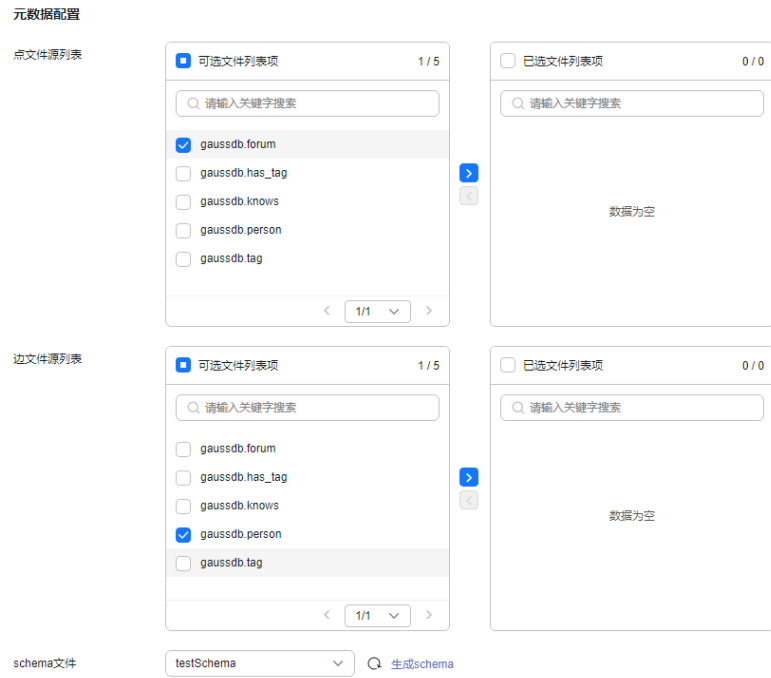 元数据配置
点文件源列表
可选文件列表项 1 / 5
请输入关键字搜索
gaussdb.forum
gaussdb.has_tag
gaussdb.knows
gaussdb.person
gaussdb.tag
1/1
已选文件列表项 0 / 0
请输入关键字搜索
数据为空
边文件源列表
可选文件列表项 1 / 5
请输入关键字搜索
gaussdb.forum
gaussdb.has_tag
gaussdb.knows
gaussdb.person
gaussdb.tag
1/1
已选文件列表项 0 / 0
请输入关键字搜索
数据为空
schema文件
testSchema
生成schema